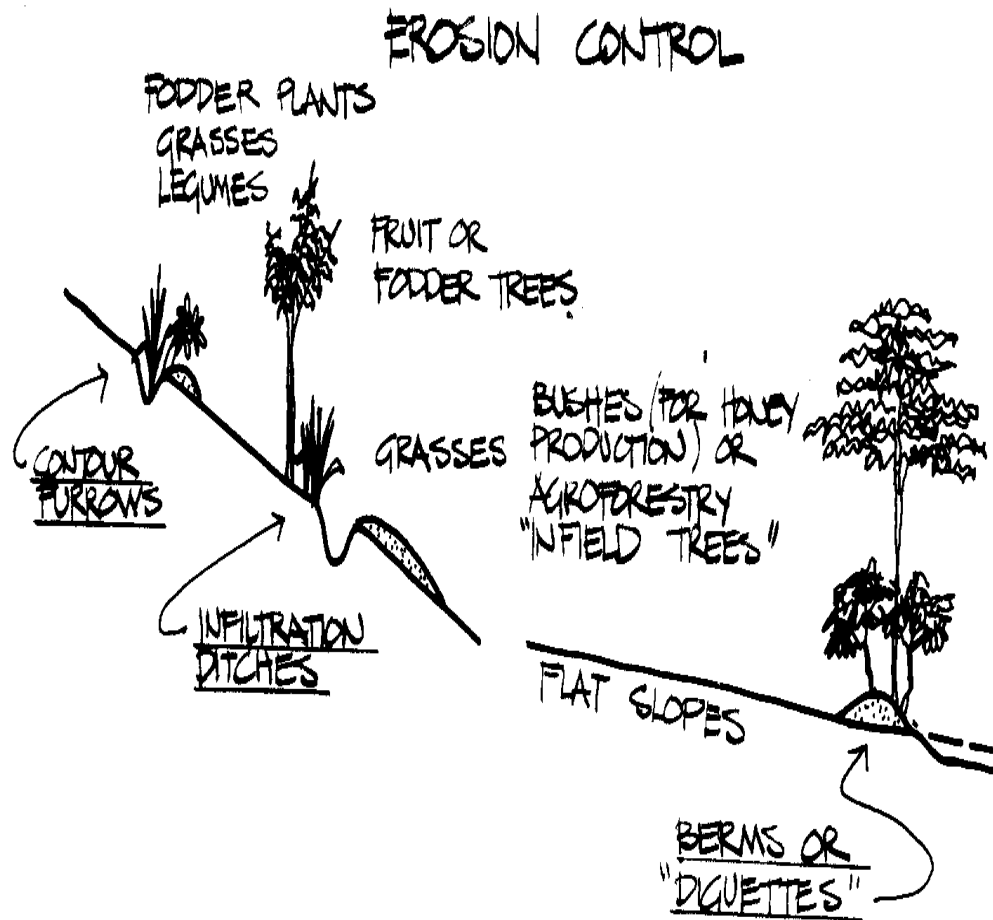 EROSION CONTROL
FODDER PLANTS
GRASSES
LEGUMES
FRUIT OR
FODDER TREES
CONTOUR
FURROWS
GRASSES
BUSHES (FOR HONEY
PRODUCTION) OR
AGROFORESTRY
"INFIELD TREES"
INFILTRATION
DITCHES
FLAT SLOPES
BERMS OR
"DIGUETTES"